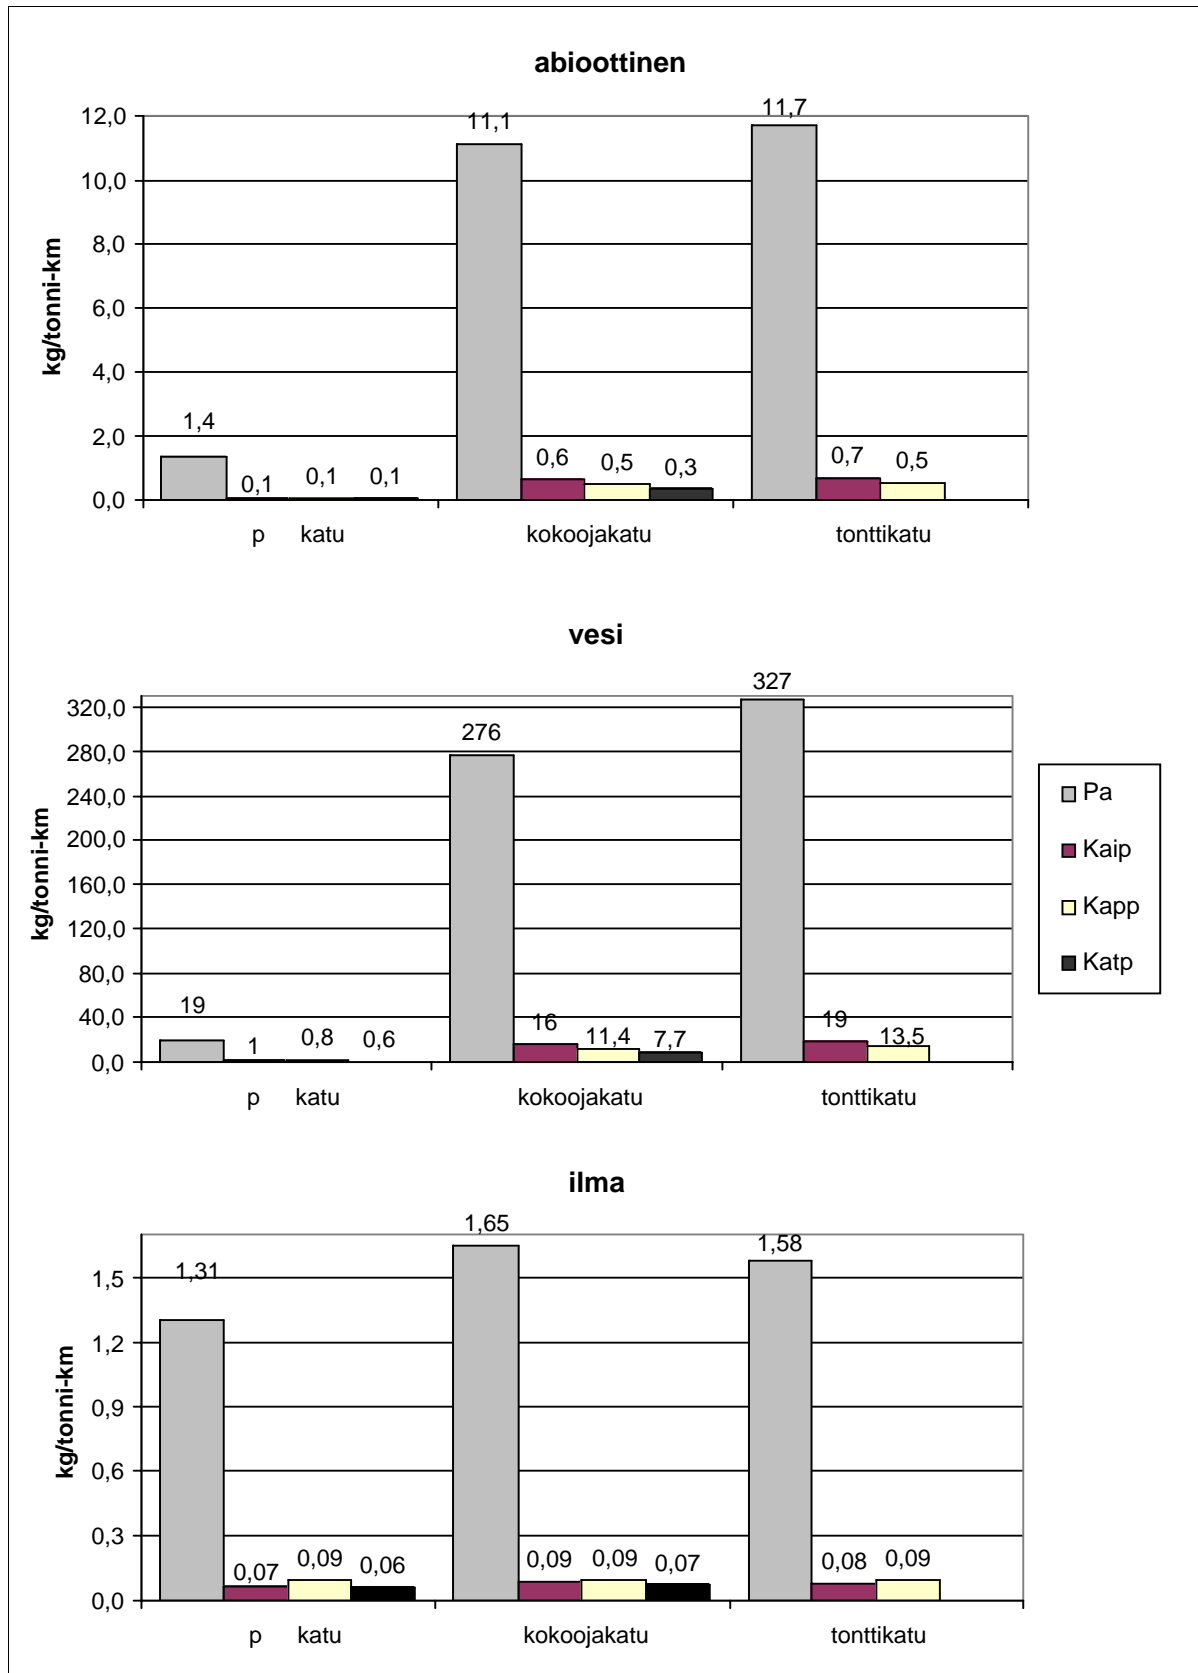 abioottinen
12,0
10,0
8,0
6,0
4,0
2,0
0,0
kg/tonni-km
1,4
0,1
0,1
0,1
11,1
0,6
0,5
0,3
11,7
0,7
0,5
p katu
kokoojakatu
tonttikatu
vesi
320,0
280,0
240,0
200,0
160,0
120,0
80,0
40,0
0,0
kg/tonni-km
19
1
0,8
0,6
276
16
11,4
7,7
327
19
13,5
p katu
kokoojakatu
tonttikatu
Pa
Kaip
Kapp
Katp
ilma
1,5
1,2
0,9
0,6
0,3
0,0
kg/tonni-km
1,31
0,07
0,09
0,06
1,65
0,09
0,09
0,07
1,58
0,08
0,09
p katu
kokoojakatu
tonttikatu